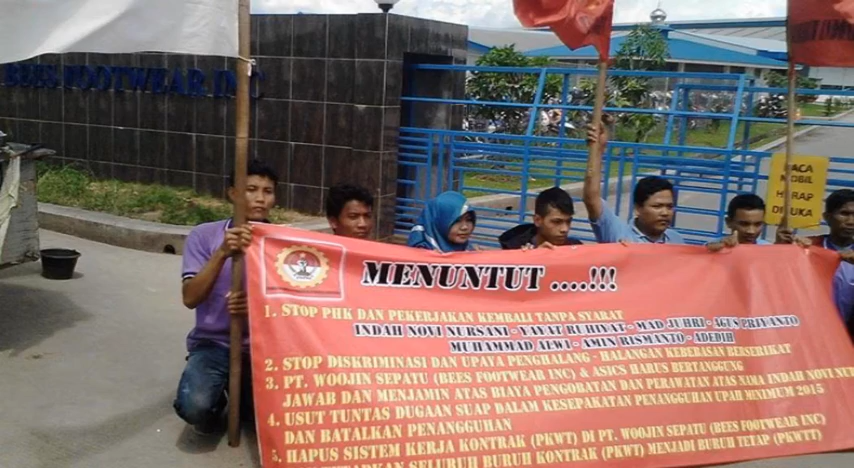 BEES FOOTWEAR INC
KACA
MOBIL
HARAP
DIBUKA
MENUNTUT ....!!!
1. STOP PHK DAN PEKERJAKAN KEMBALI TANPA SYARAT
INDAH NOVI NURSANI - YAYAT RUHIYAT - MAD JUHRI - AGUS PRIYANTO
MUHAMMAD ALWI - AMIN RISMANTO - ADEDIH
2. STOP DISKRIMINASI DAN UPAYA PENGHALANG - HALANGAN KEBEBASAN BERSERIKAT
3. PT. WOOJIN SEPATU (BEES FOOTWEAR INC) & ASICS HARUS BERTANGGUNG
JAWAB DAN MENJAMIN ATAS BIAYA PENGOBATAN DAN PERAWATAN ATAS NAMA INDAH NOVI
4. USUT TUNTAS DUGAAN SUAP DALAM KESEPAKATAN PENANGGUHAN UPAH MINIMUM 2015
DAN BATALKAN PENANGGUHAN
5. HAPUS SISTEM KERJA KONTRAK (PKWT) DI PT. WOOJIN SEPATU (BEES FOOTWEAR INC)
SELURUH BURUH KONTRAK (PKWT) MENJADI BURUH TETAP (PKWTT)